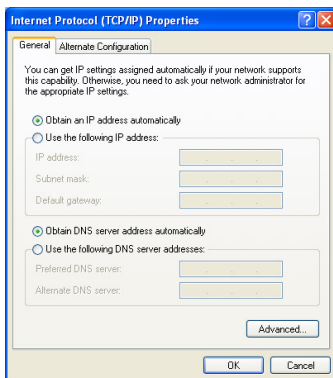 Internet Protocol (TCP/IP) Properties
General
Alternate Configuration
You can get IP settings assigned automatically if your network supports
this capability. Otherwise, you need to ask your network administrator for
the appropriate IP settings.
Obtain an IP address automatically
Use the following IP address:
IP address:
Subnet mask:
Default gateway:
Obtain DNS server address automatically
Use the following DNS server addresses:
Preferred DNS server:
Alternate DNS server:
Advanced...
OK
Cancel